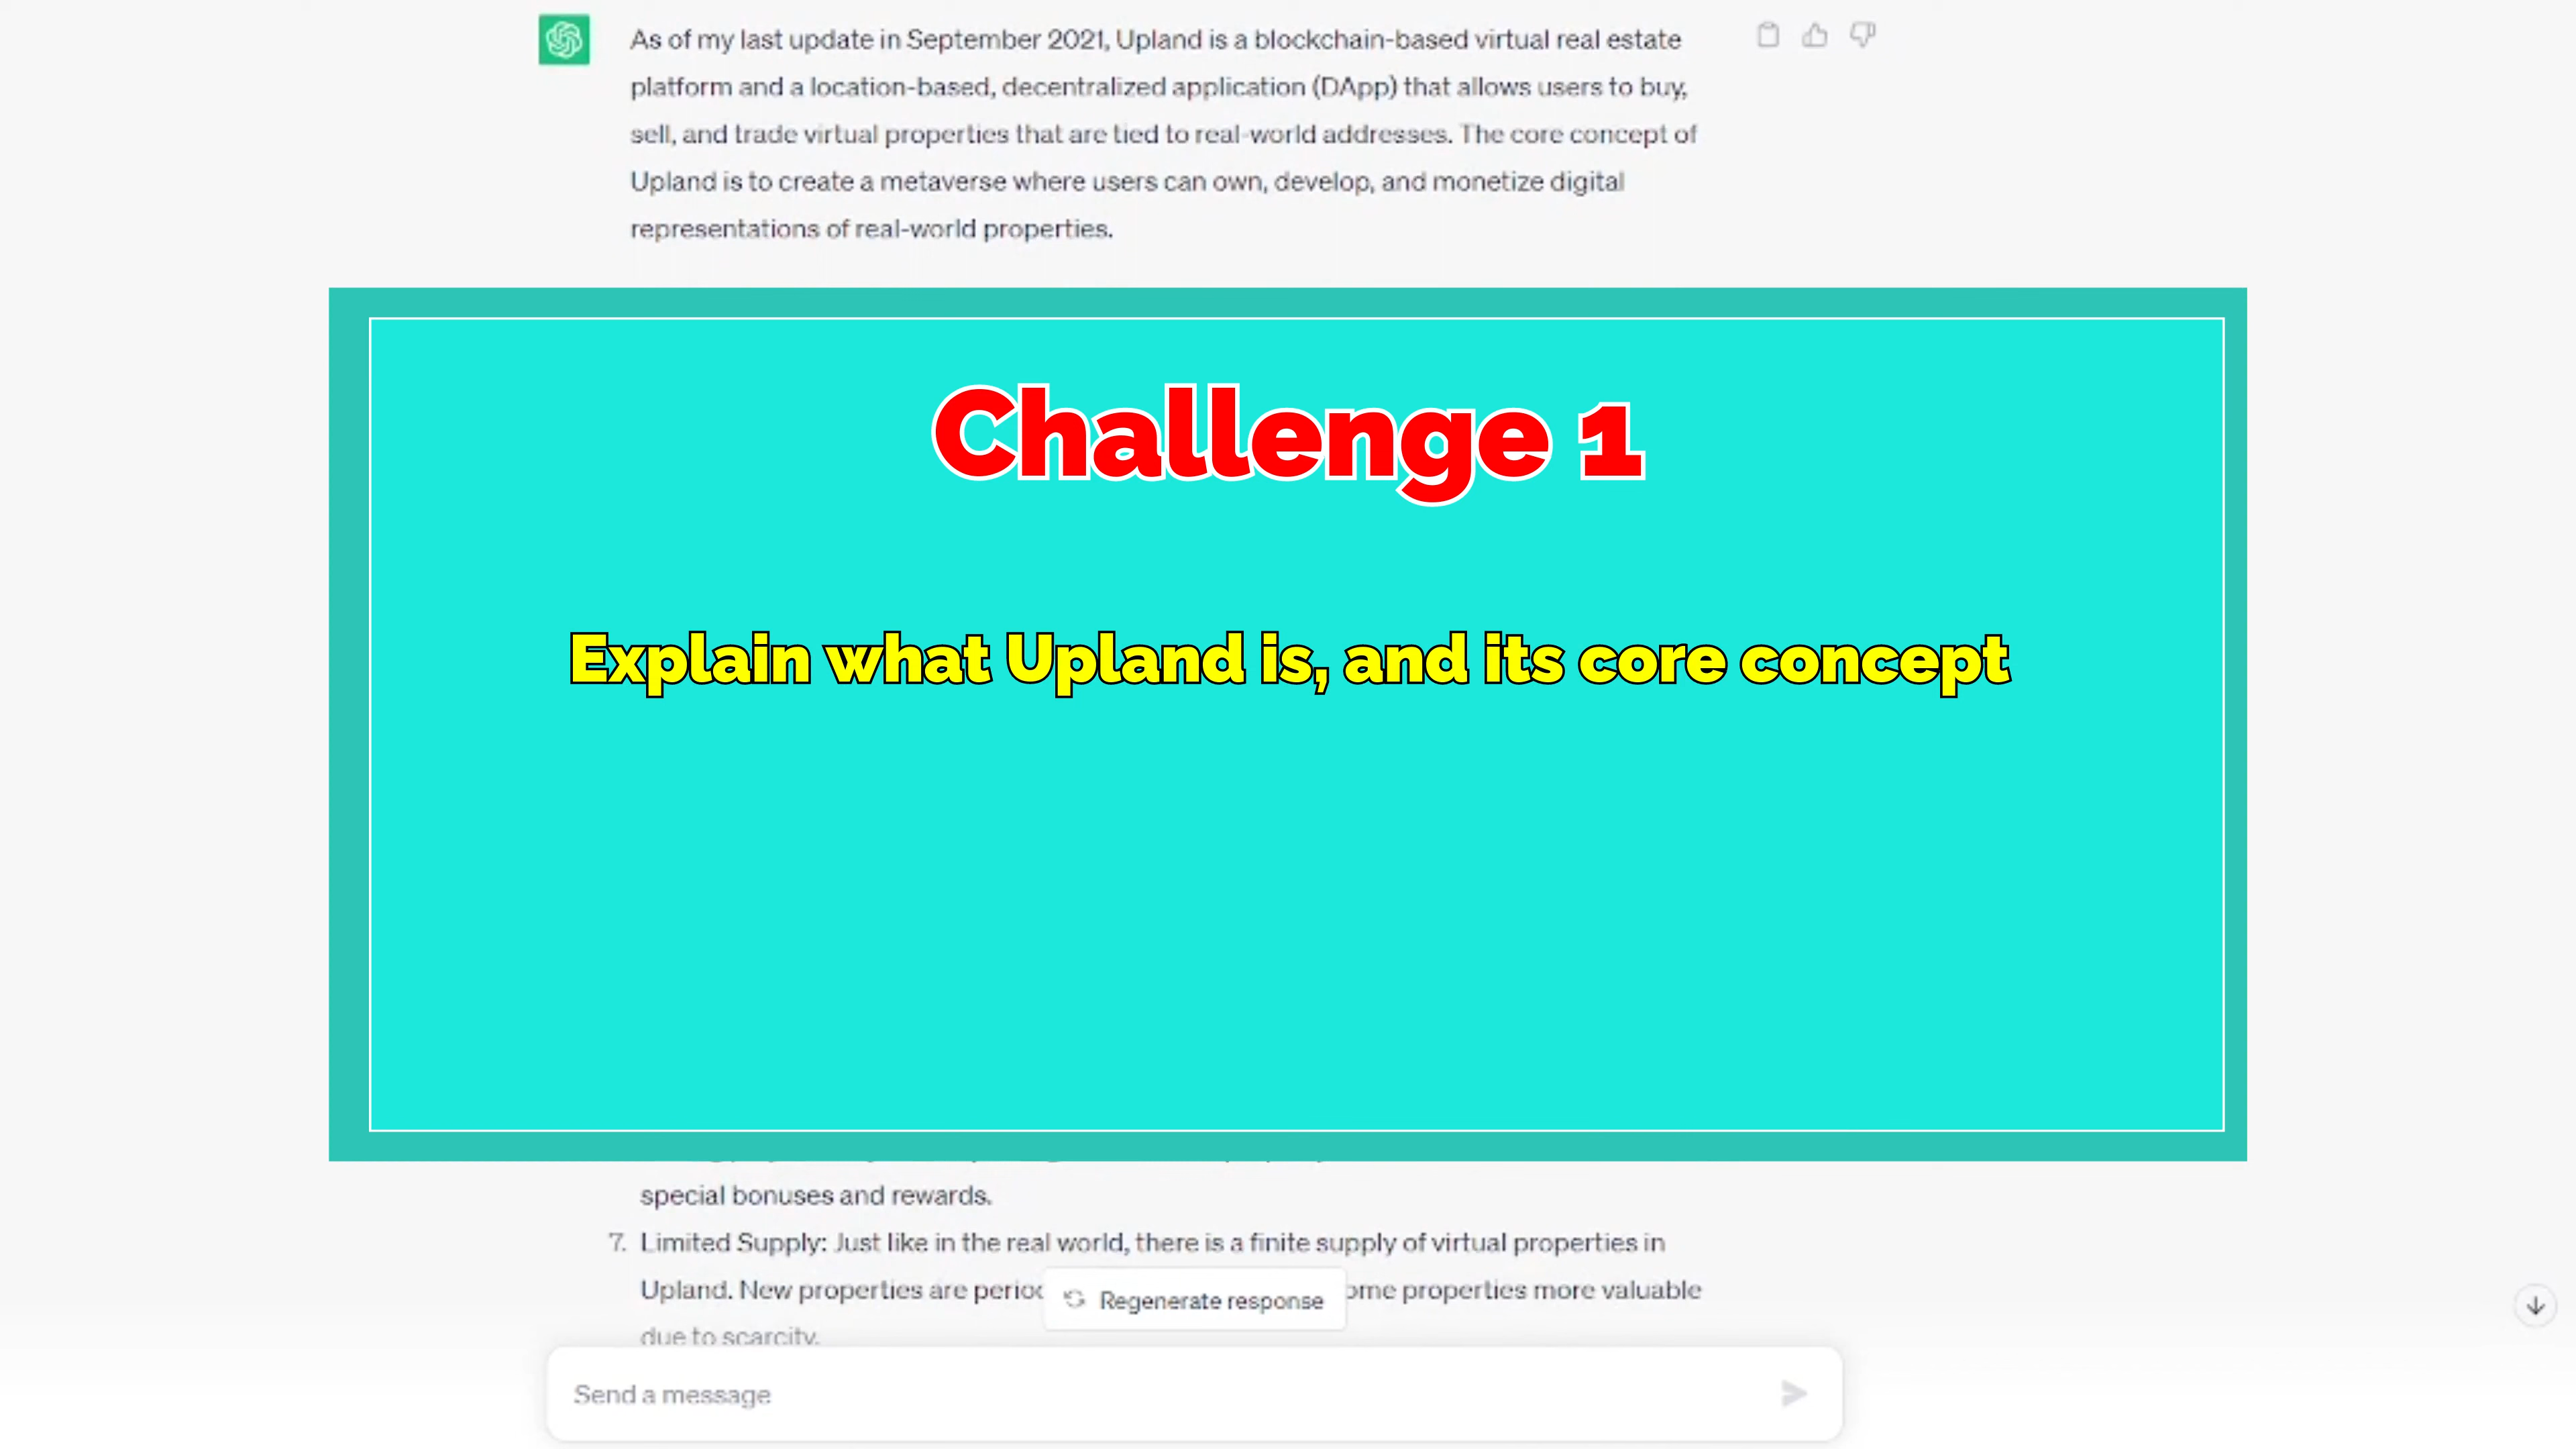 As of my last update in September 2021, Upland is a blockchain-based virtual real estate
platform and a location-based, decentralized application (DApp) that allows users to buy,
sell, and trade virtual properties that are tied to real-world addresses. The core concept of
Upland is to create a metaverse where users can own, develop, and monetize digital
representations of real-world properties.
Challenge 1
Explain what Upland is, and its core concept
special bonuses and rewards.
7. Limited Supply: Just like in the real world, there is a finite supply of virtual properties in
Upland. New properties are ome properties more valuable
Regenerate response
due to scarcity.
Send a message